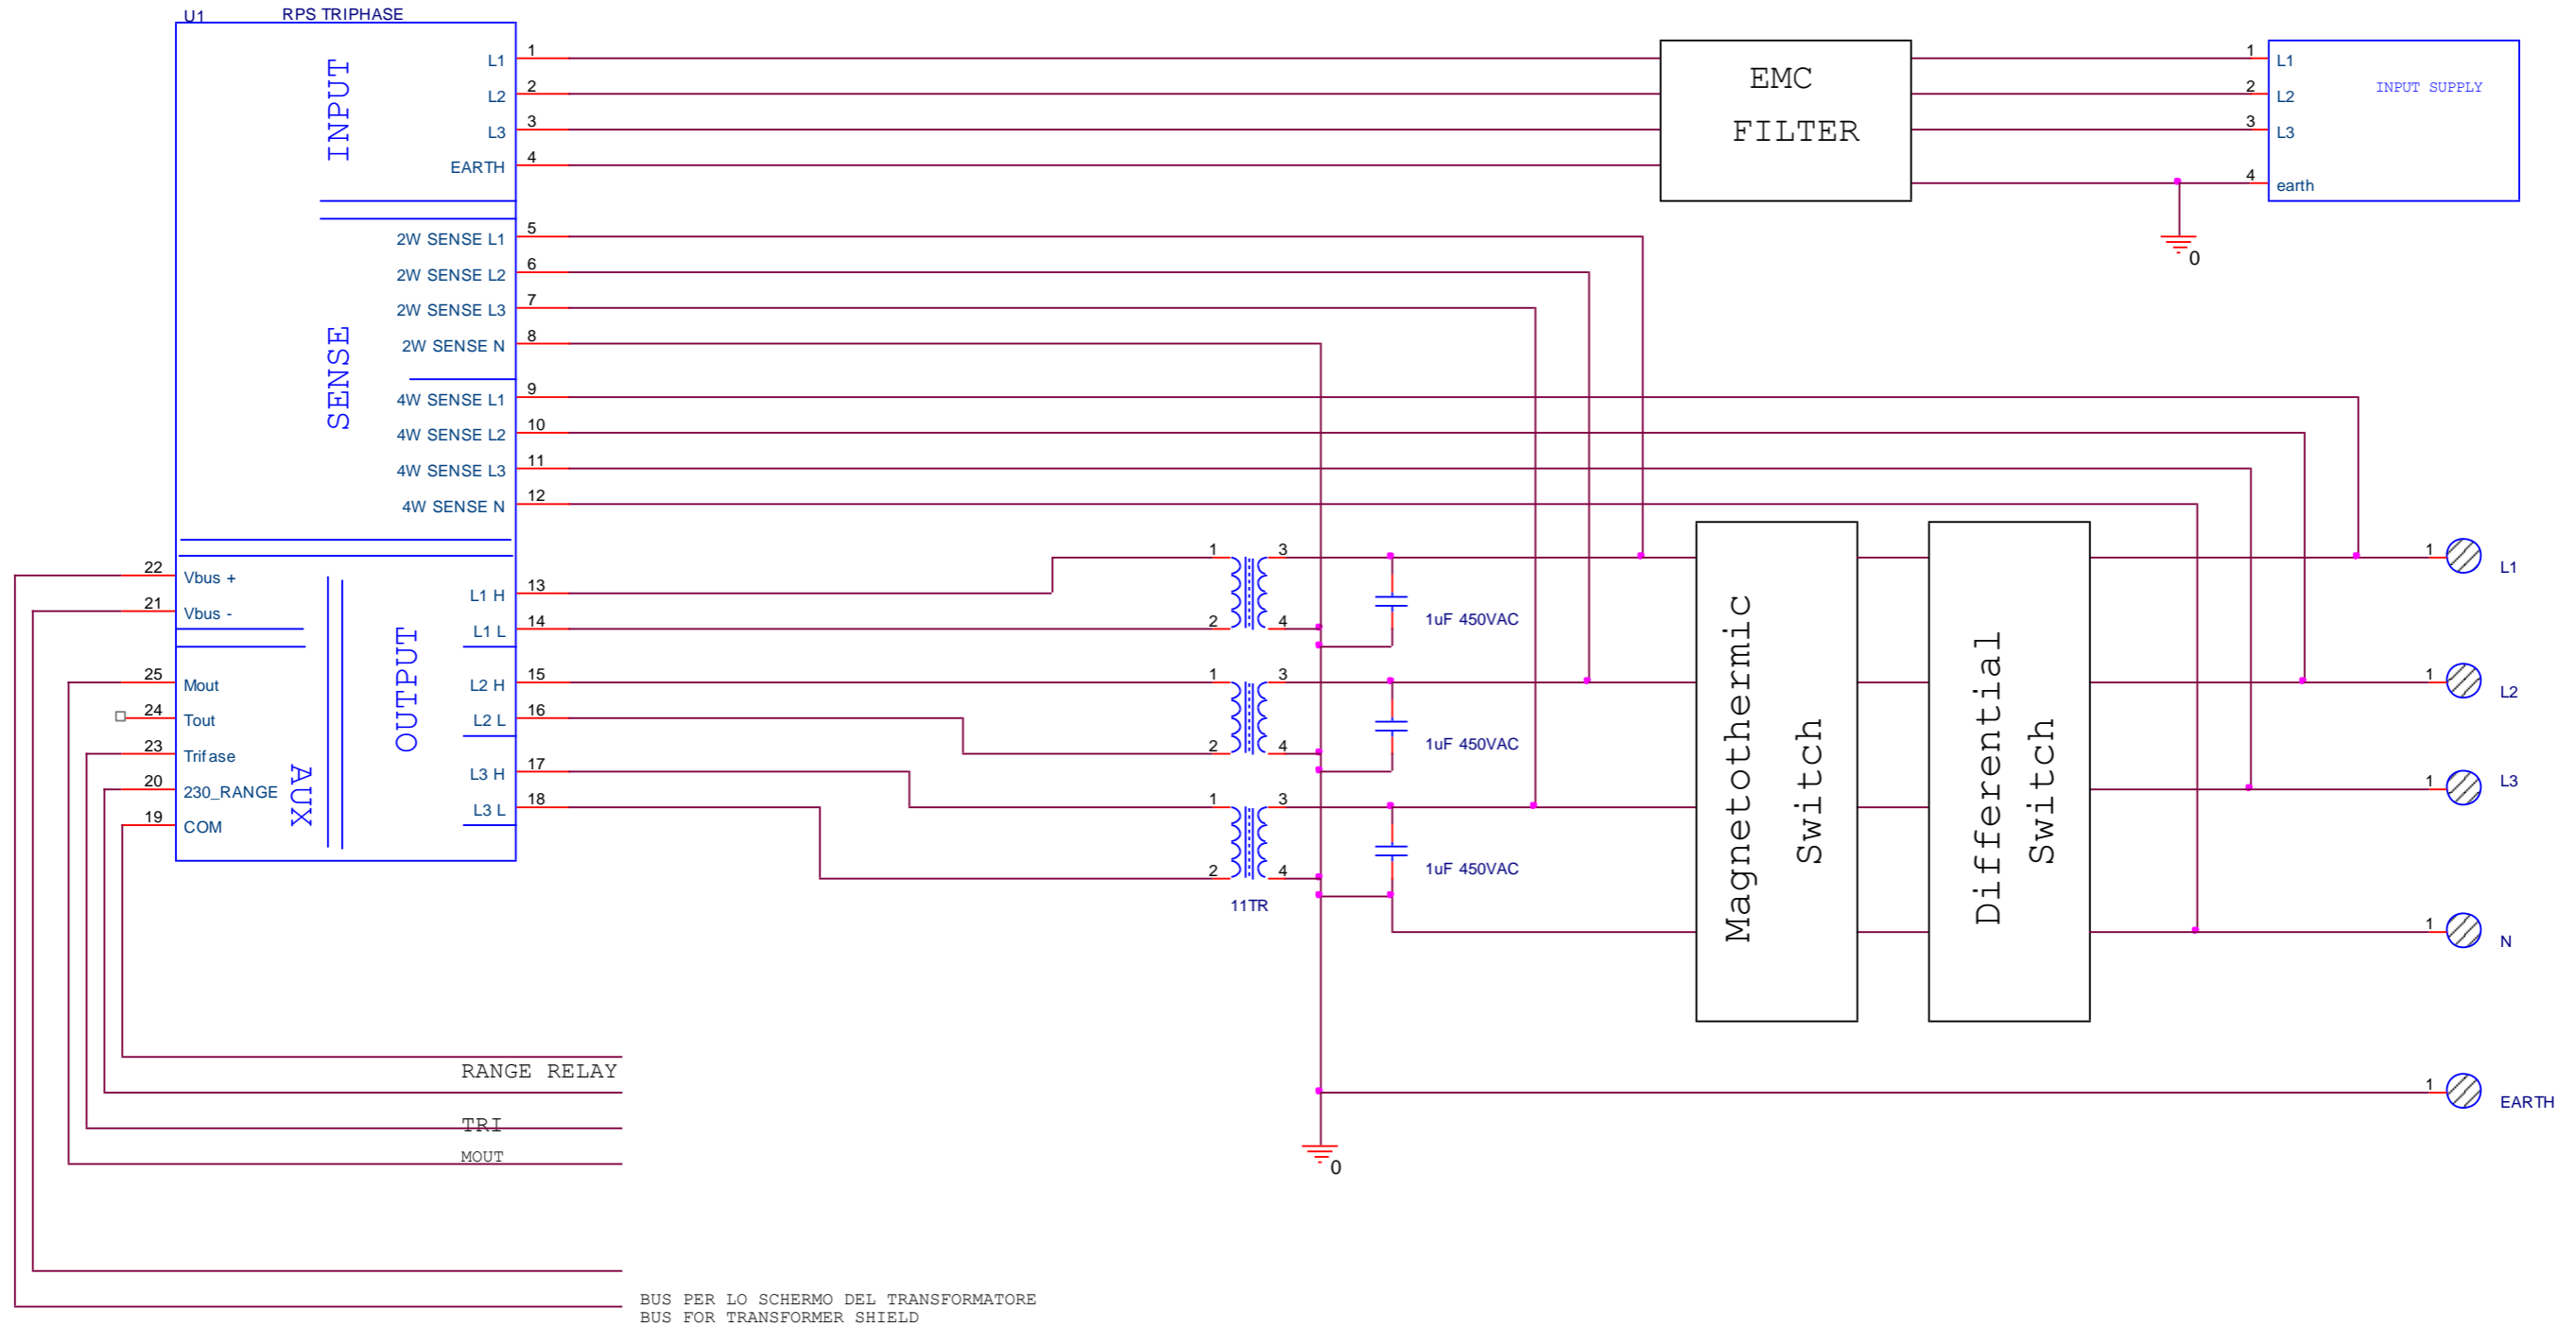 U1
RPS TRIPHASE
INPUT
L1 1
L2 2
L3 3
EARTH 4
SENSE
2W SENSE L1 5
2W SENSE L2 6
2W SENSE L3 7
2W SENSE N 8
4W SENSE L1 9
4W SENSE L2 10
4W SENSE L3 11
4W SENSE N 12
OUTPUT
L1 H 13
L1 L 14
L2 H 15
L2 L 16
L3 H 17
L3 L 18
22 Vbus +
21 Vbus -
AUX
25 Mout
24 Tout
23 Trifase
20 230_RANGE
19 COM
EMC
FILTER
INPUT SUPPLY
1 L1
2 L2
3 L3
4 earth
0
1 3
2 4
1uF 450VAC
1 3
2 4
1uF 450VAC
1 3
2 4
1uF 450VAC
11TR
Magnetothermic
Switch
Differential
Switch
1 L1
1 L2
1 L3
1 N
1 EARTH
0
RANGE RELAY
TRI
MOUT
BUS PER LO SCHERMO DEL TRANSFORMATORE
BUS FOR TRANSFORMER SHIELD